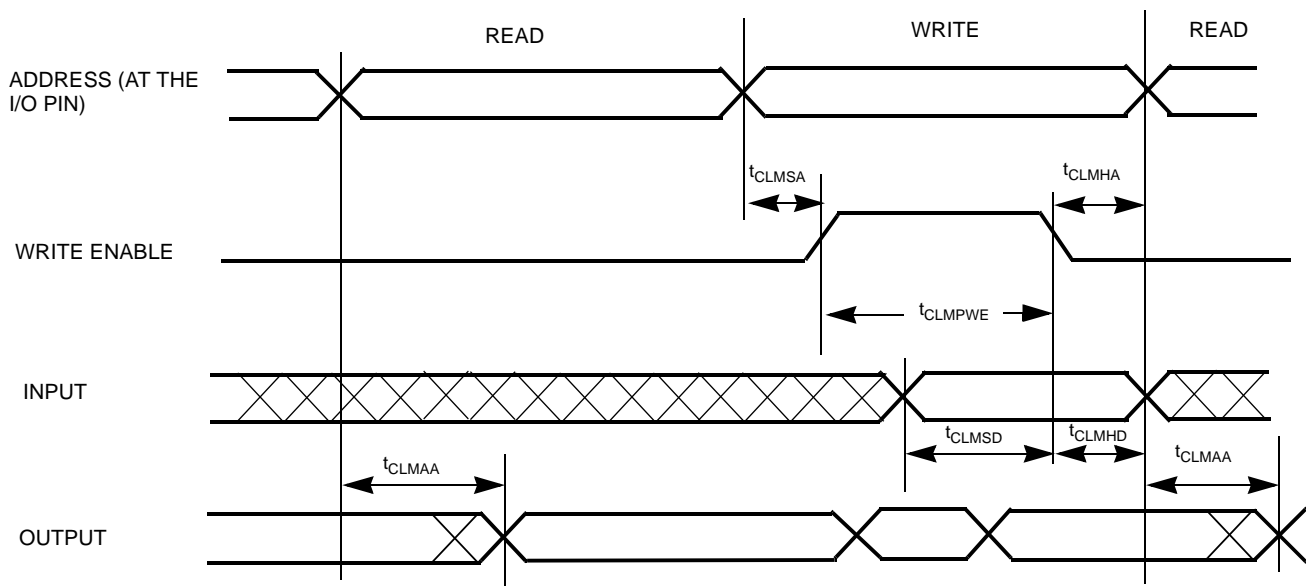 READ
WRITE
READ
ADDRESS (AT THE
I/O PIN)
tCLMSA
tCLMHA
WRITE ENABLE
tCLMPWE
INPUT
tCLMSD
tCLMHD
tCLMAA
tCLMAA
OUTPUT